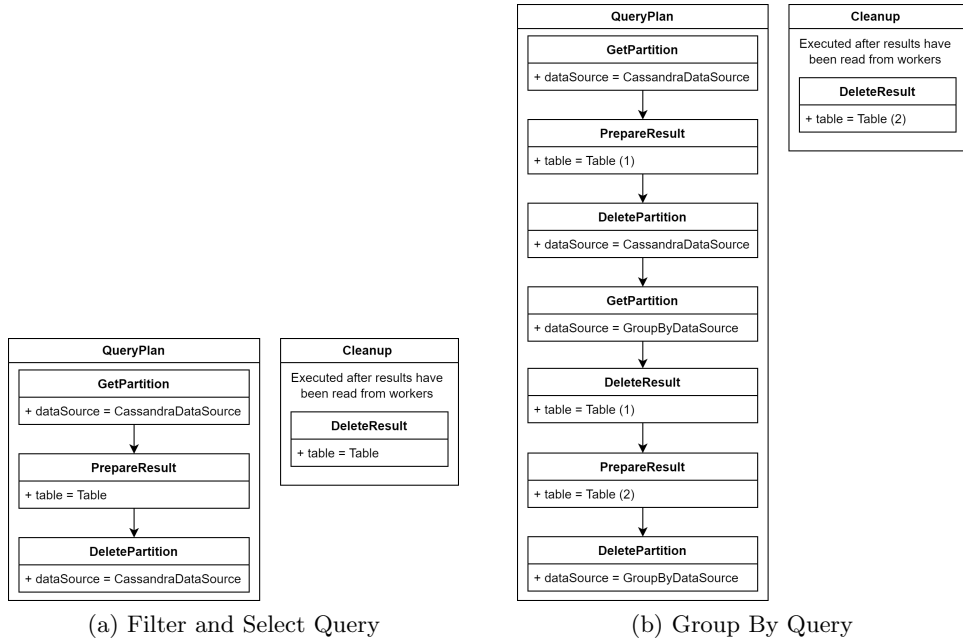 QueryPlan
GetPartition
+ dataSource = CassandraDataSource
PrepareResult
+ table = Table
DeletePartition
+ dataSource = CassandraDataSource
Cleanup
Executed after results have
been read from workers
DeleteResult
+ table = Table
(a) Filter and Select Query
QueryPlan
GetPartition
+ dataSource = CassandraDataSource
PrepareResult
+ table = Table (1)
DeletePartition
+ dataSource = CassandraDataSource
GetPartition
+ dataSource = GroupByDataSource
DeleteResult
+ table = Table (1)
PrepareResult
+ table = Table (2)
DeletePartition
+ dataSource = GroupByDataSource
Cleanup
Executed after results have
been read from workers
DeleteResult
+ table = Table (2)
(b) Group By Query